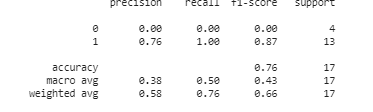 precision recall f1-score support
0 0.00 0.00 0.00 4
1 0.76 1.00 0.87 13
accuracy 0.76 17
macro avg 0.38 0.50 0.43 17
weighted avg 0.58 0.76 0.66 17